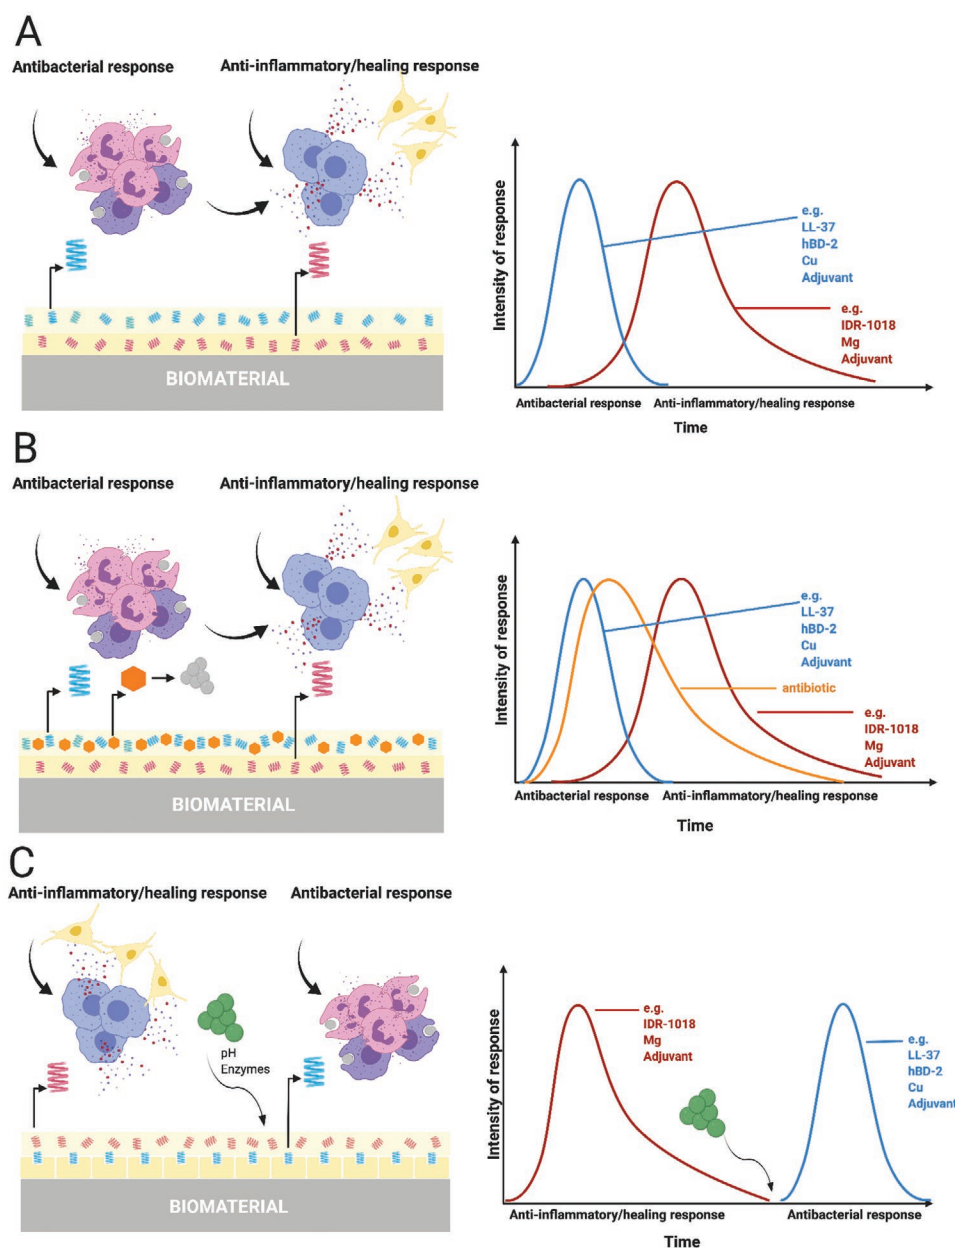 A
Antibacterial response
Anti-inflammatory/healing response
BIOMATERIAL
Intensity of response
e.g.
LL-37
hBD-2
Cu
Adjuvant
e.g.
IDR-1018
Mg
Adjuvant
Antibacterial response
Anti-inflammatory/healing response
Time
B
Antibacterial response
Anti-inflammatory/healing response
BIOMATERIAL
Intensity of response
e.g.
LL-37
hBD-2
Cu
Adjuvant
antibiotic
e.g.
IDR-1018
Mg
Adjuvant
Antibacterial response
Anti-inflammatory/healing response
Time
C
Anti-inflammatory/healing response
Antibacterial response
pH
Enzymes
BIOMATERIAL
Intensity of response
e.g.
IDR-1018
Mg
Adjuvant
e.g.
LL-37
hBD-2
Cu
Adjuvant
Anti-inflammatory/healing response
Antibacterial response
Time